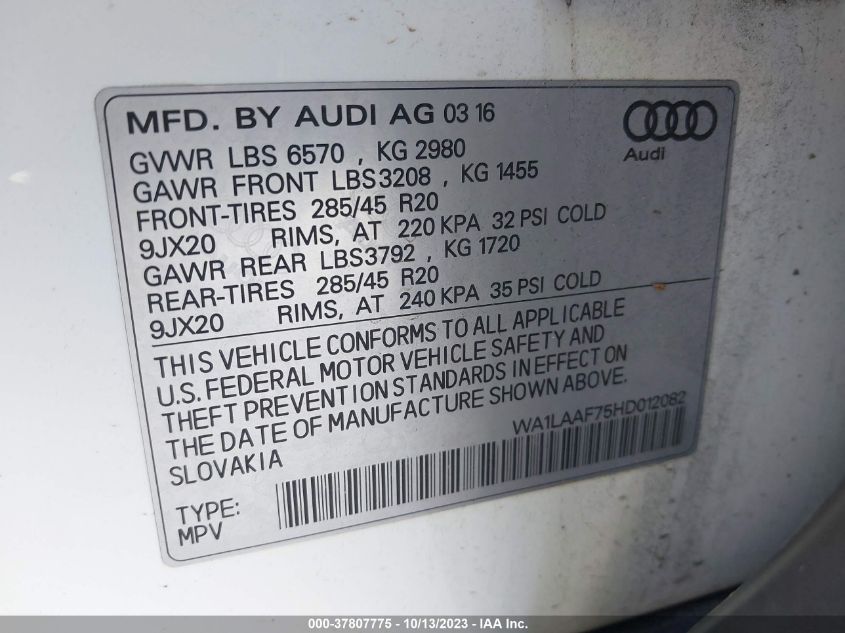 MFD. BY AUDI AG 03 16
Audi
GVWR LBS 6570 , KG 2980
GAWR FRONT LBS3208 , KG 1455
FRONT-TIRES 285/45 R20
9JX20 RIMS, AT 220 KPA 32 PSI COLD
GAWR REAR LBS3792 , KG 1720
REAR-TIRES 285/45 R20
9JX20 RIMS, AT 240 KPA 35 PSI COLD
THIS VEHICLE CONFORMS TO ALL APPLICABLE
U.S. FEDERAL MOTOR VEHICLE SAFETY AND
THEFT PREVENTION STANDARDS IN EFFECT ON
THE DATE OF MANUFACTURE SHOWN ABOVE.
SLOVAKIA
WA1LAAF75HD012082
TYPE:
MPV
000-37807775 - 10/13/2023 - IAA Inc.